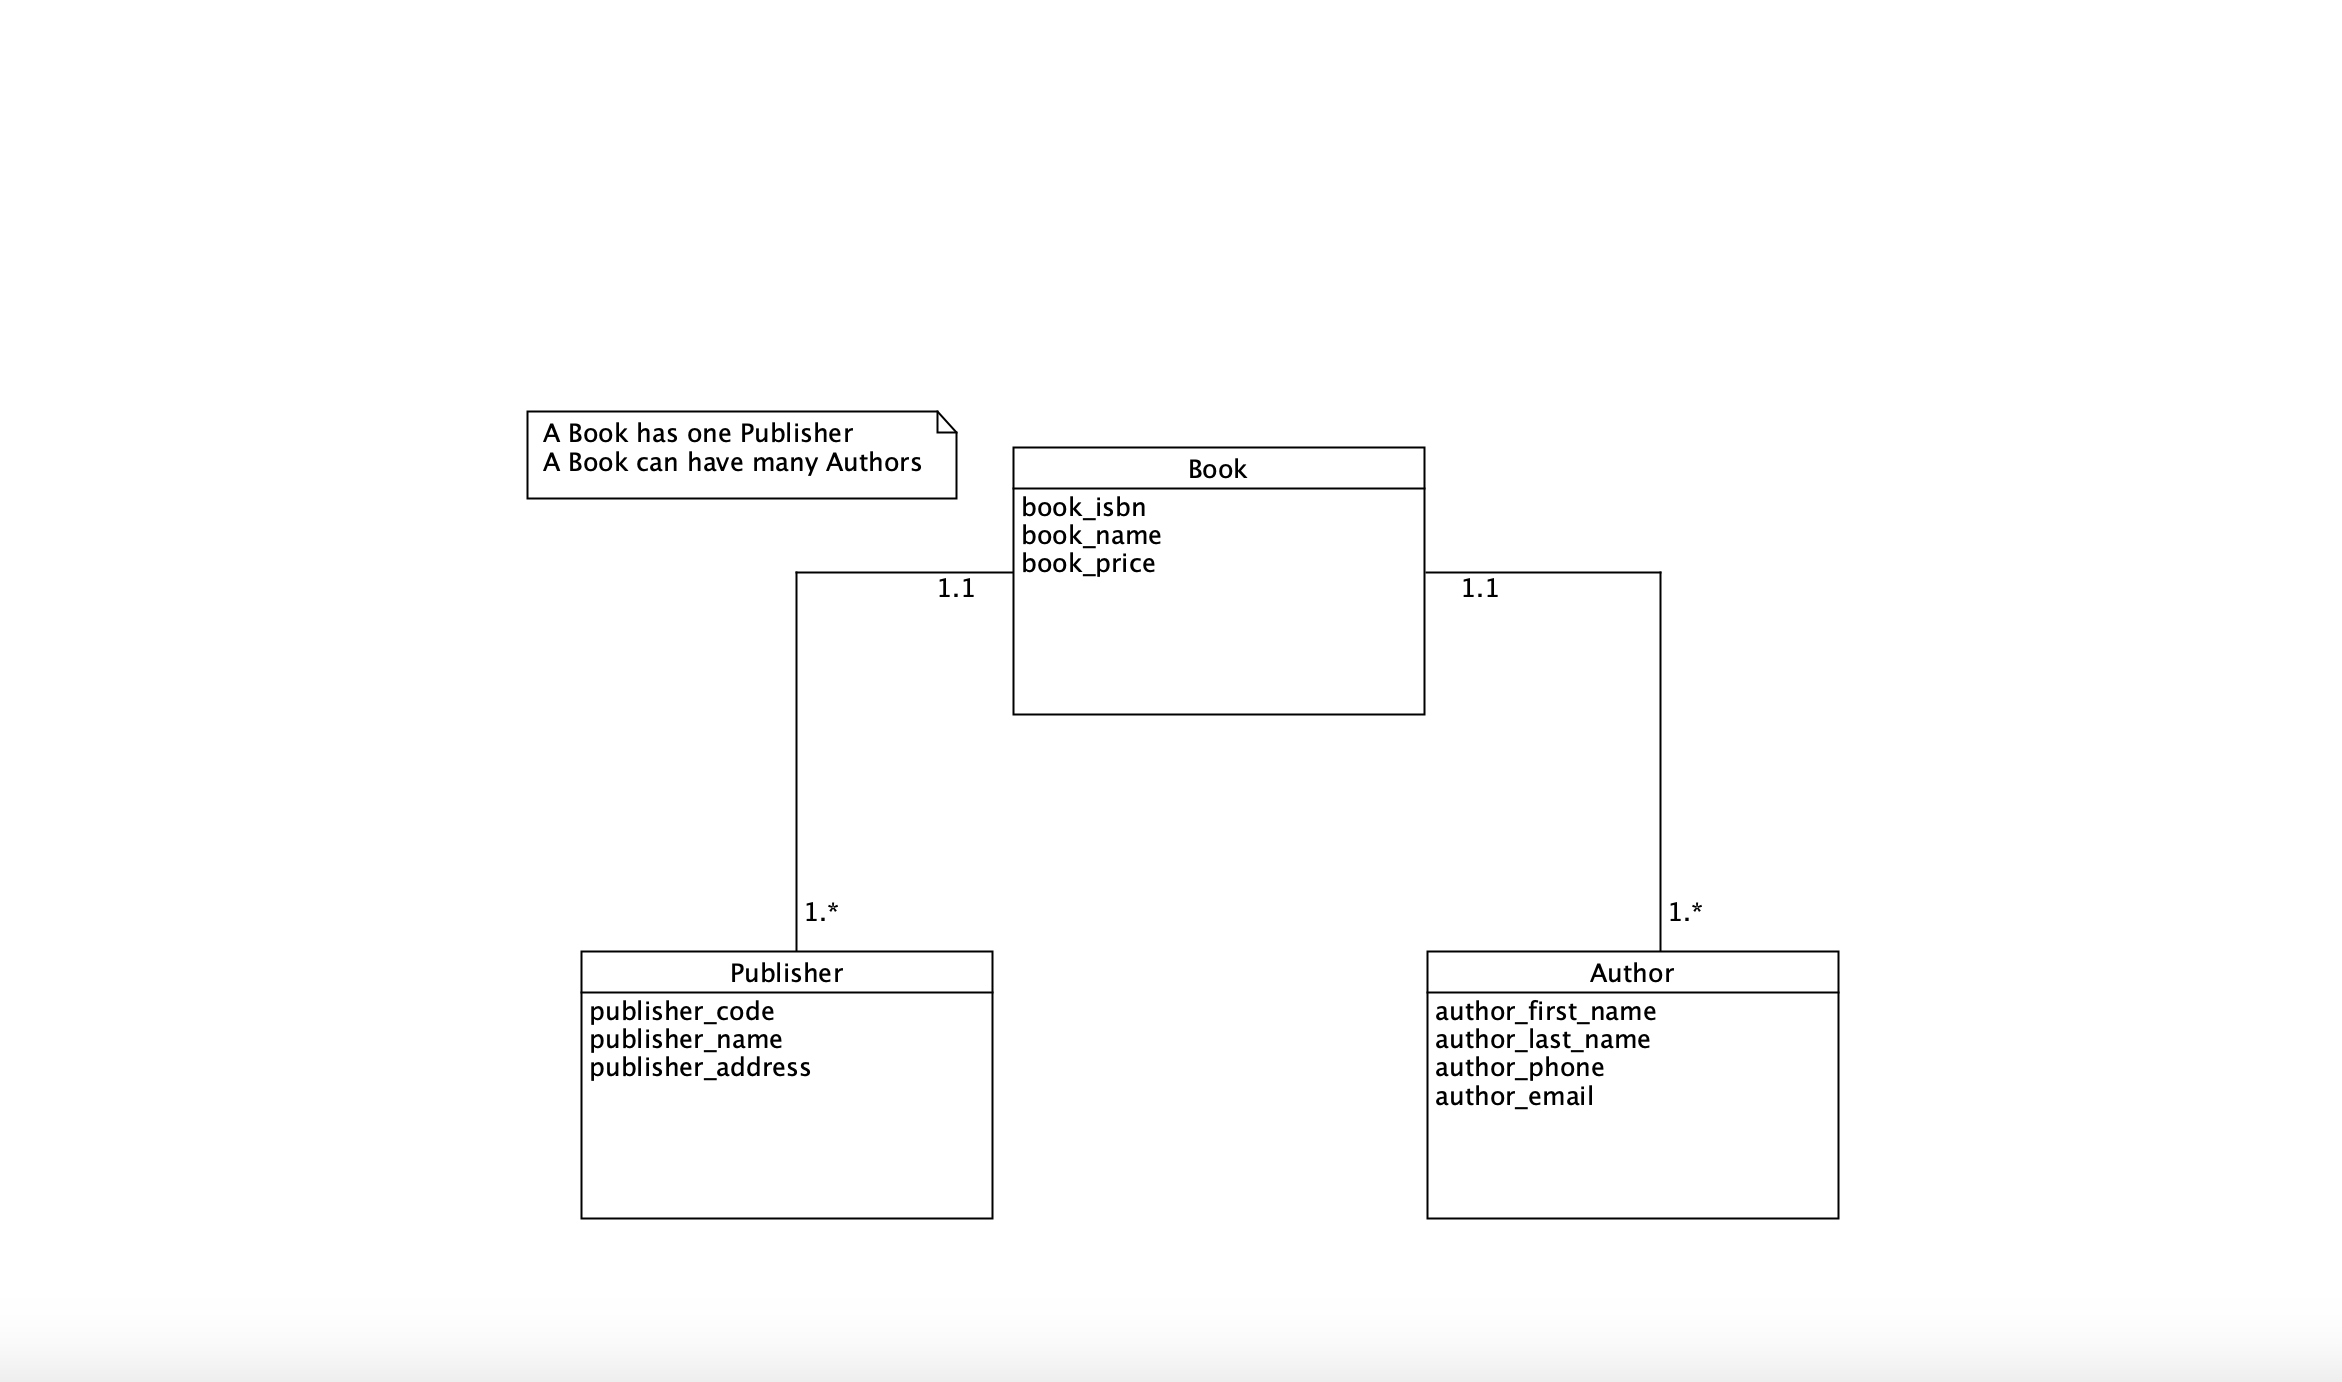 A Book has one Publisher
A Book can have many Authors
Book
book_isbn
book_name
book_price
1.1
1.1
1.*
1.*
Publisher
publisher_code
publisher_name
publisher_address
Author
author_first_name
author_last_name
author_phone
author_email